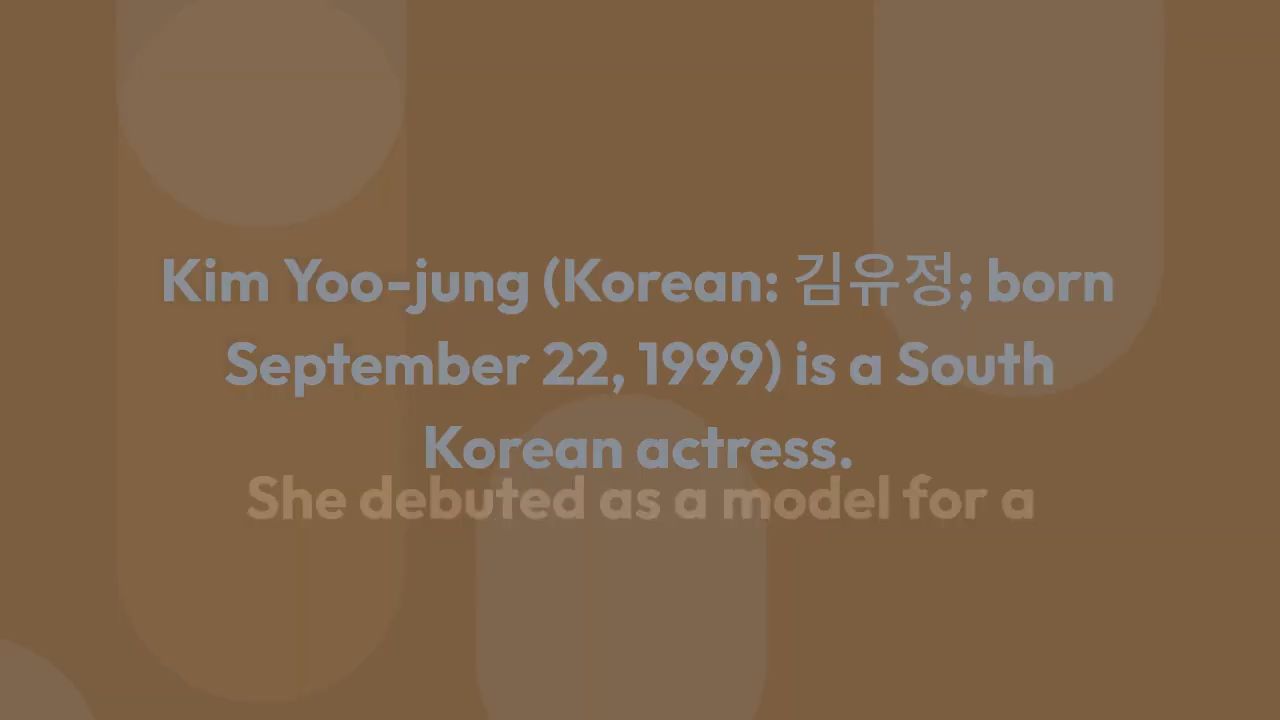 Kim Yoo-jung (Korean: 김유정; born
September 22, 1999) is a South
Korean actress.
She debuted as a model for a